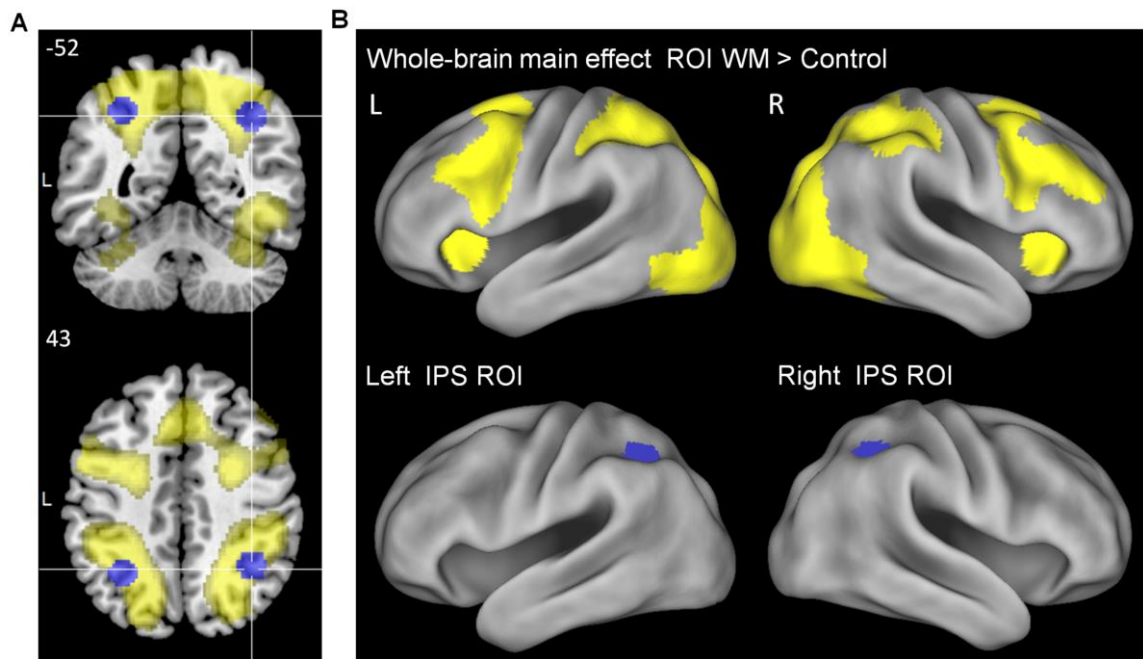 A
-52
L
43
L
B
Whole-brain main effect ROI WM > Control
L
R
Left IPS ROI
Right IPS ROI